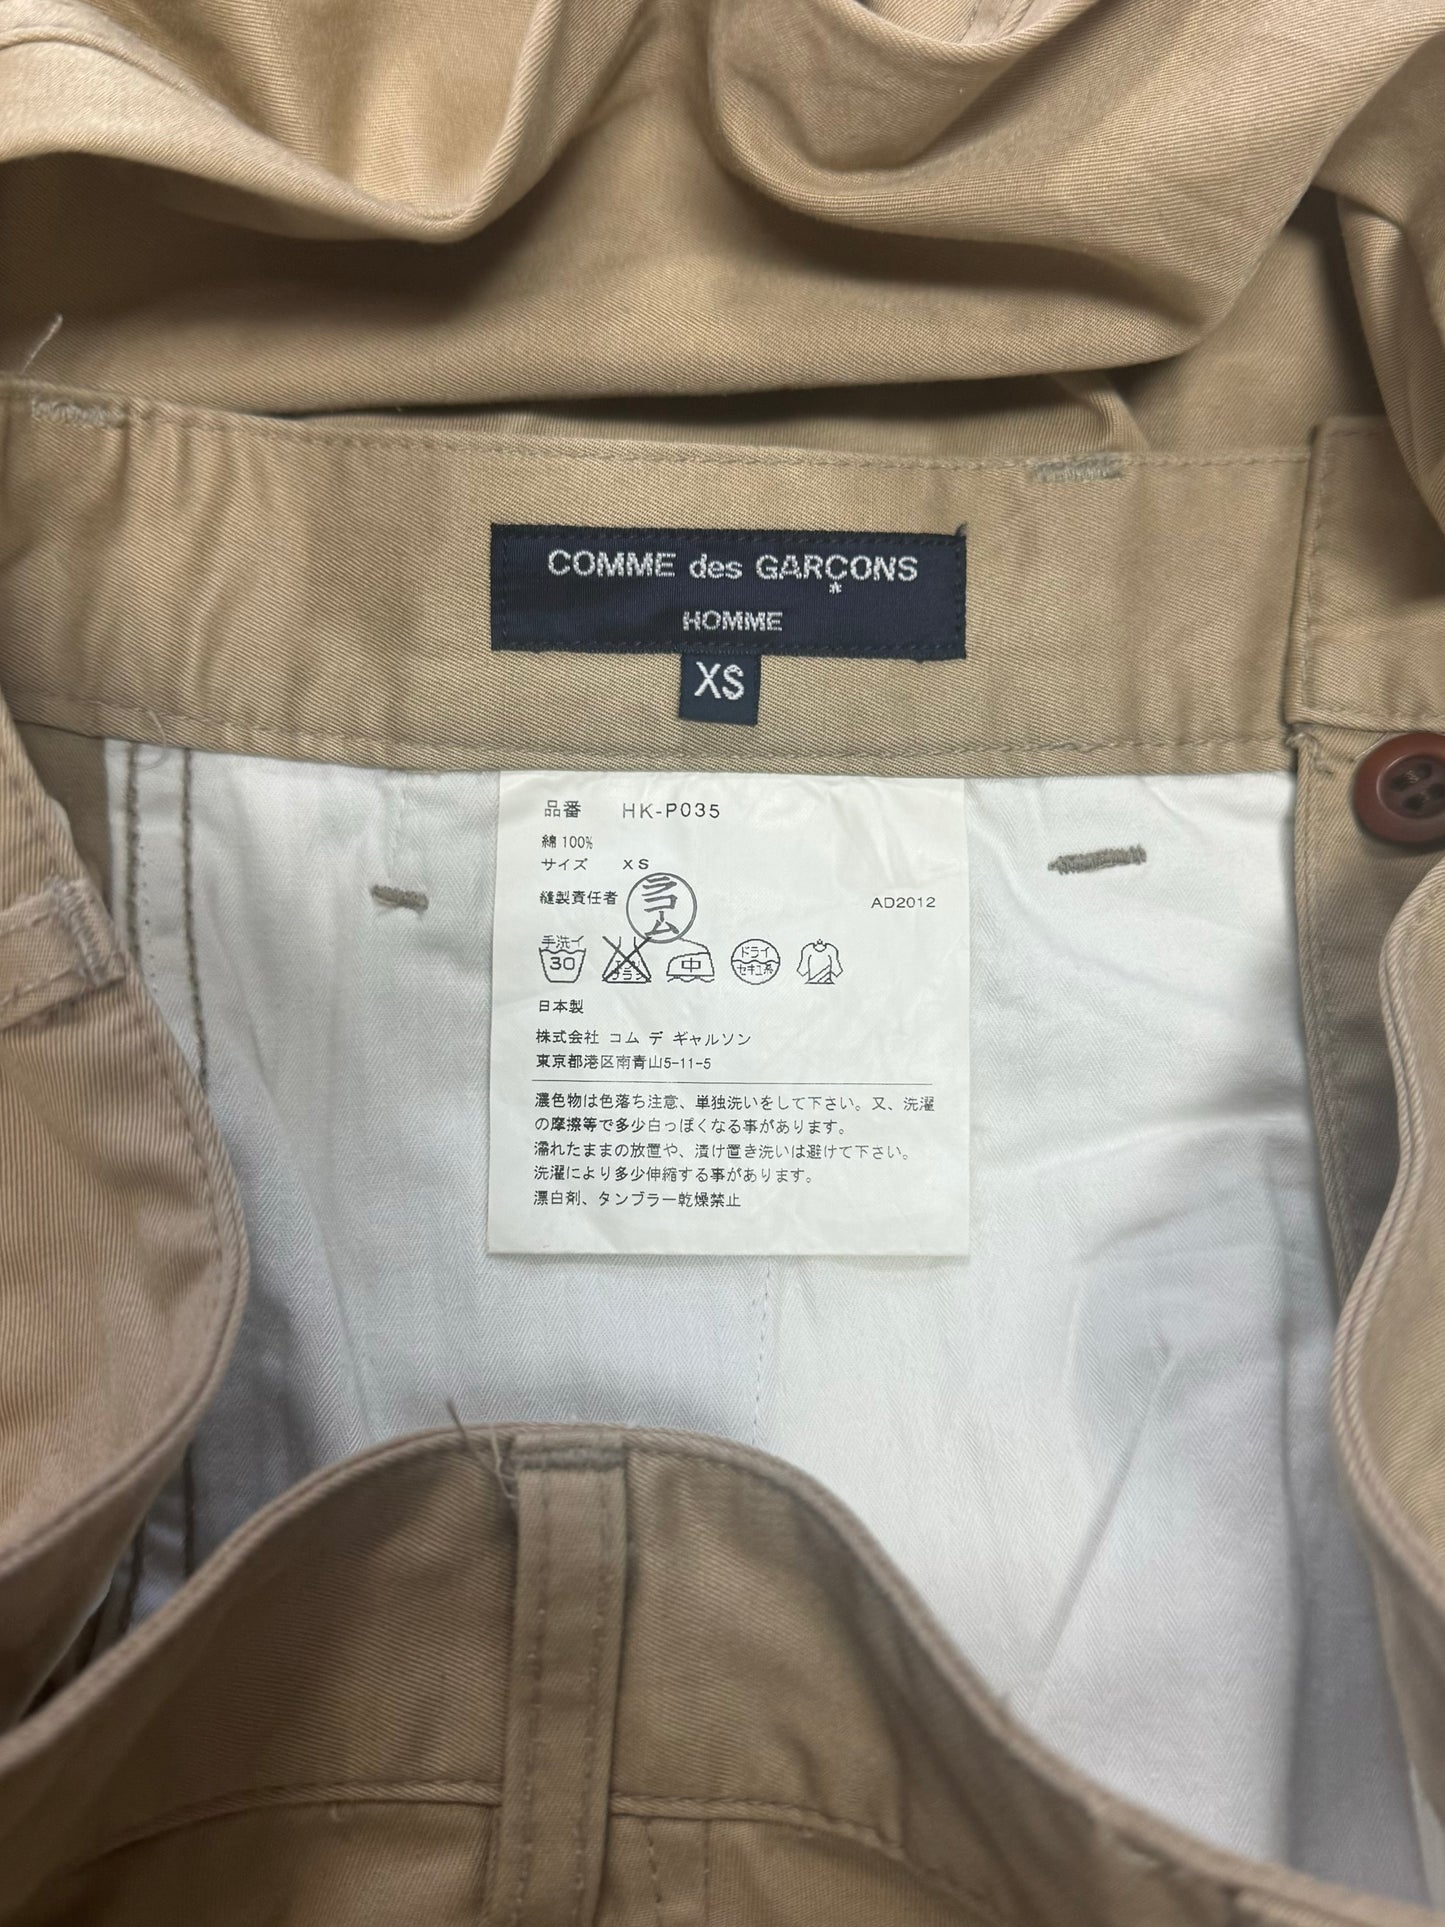 COMME des GARÇONS
HOMME
XS
品番 HK-P035
綿 100%
サイズ XS
縫製責任者 ラコーム AD2012
手洗イ 30 中 ドライ セキユ系
日本製
株式会社 コム デ ギャルソン
東京都港区南青山5-11-5
濃色物は色落ち注意、単独洗いをして下さい。又、洗濯
の摩擦等で多少白っぽくなる事があります。
濡れたままの放置や、漬け置き洗いは避けて下さい。
洗濯により多少伸縮する事があります。
漂白剤、タンブラー乾燥禁止